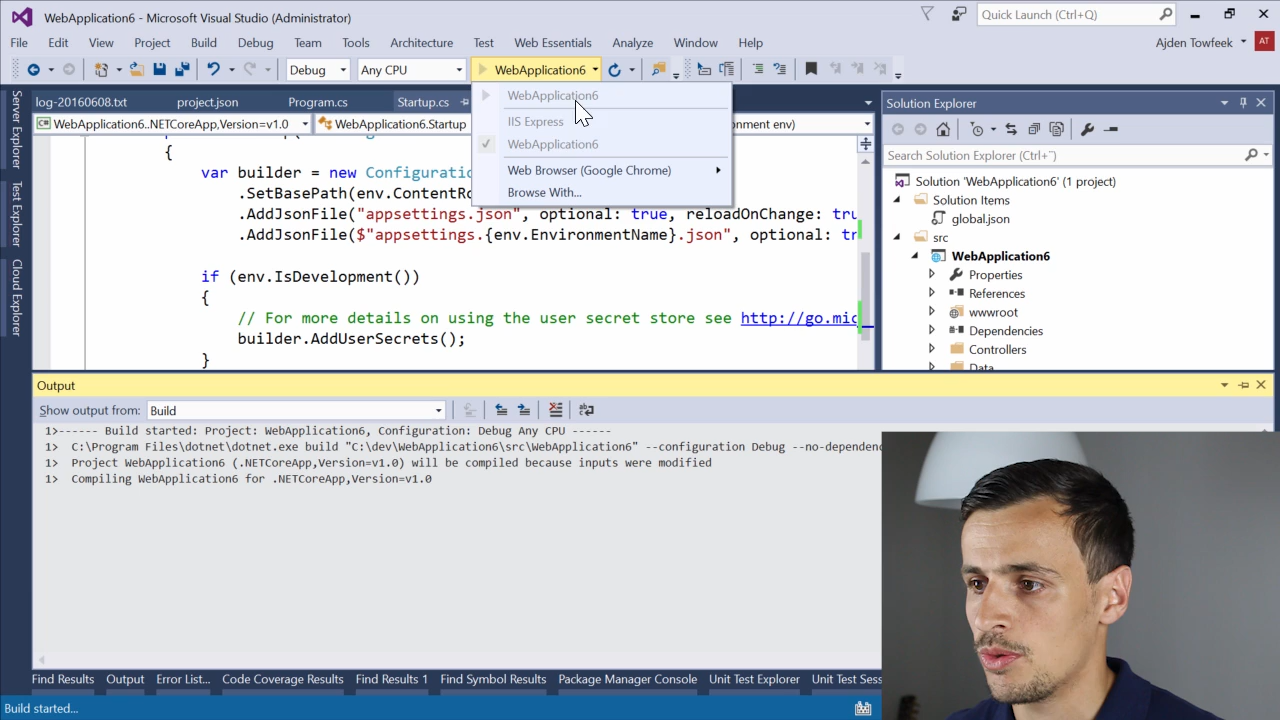 WebApplication6 - Microsoft Visual Studio (Administrator)
Quick Launch (Ctrl+Q)
File Edit View Project Build Debug Team Tools Architecture Test Web Essentials Analyze Window Help
Ajden Towfeek AT
Debug Any CPU WebApplication6
WebApplication6
IIS Express
WebApplication6
Web Browser (Google Chrome)
Browse With...
Server Explorer
Test Explorer
Cloud Explorer
log-20160608.txt project.json Program.cs Startup.cs
C# WebApplication6..NETCoreApp,Version=v1.0 WebApplication6.Startup onment env)
{
var builder = new Configuratio
.SetBasePath(env.ContentRo
.AddJsonFile("appsettings.json", optional: true, reloadOnChange: tru
.AddJsonFile($"appsettings.{env.EnvironmentName}.json", optional: tr
if (env.IsDevelopment())
{
// For more details on using the user secret store see http://go.mic
builder.AddUserSecrets();
}
Solution Explorer
Search Solution Explorer (Ctrl+¨)
Solution 'WebApplication6' (1 project)
Solution Items
global.json
src
WebApplication6
Properties
References
wwwroot
Dependencies
Controllers
Data
Output
Show output from: Build
1>------ Build started: Project: WebApplication6, Configuration: Debug Any CPU ------
1> C:\Program Files\dotnet\dotnet.exe build "C:\dev\WebApplication6\src\WebApplication6" --configuration Debug --no-dependenc
1> Project WebApplication6 (.NETCoreApp,Version=v1.0) will be compiled because inputs were modified
1> Compiling WebApplication6 for .NETCoreApp,Version=v1.0
Find Results Output Error List... Code Coverage Results Find Results 1 Find Symbol Results Package Manager Console Unit Test Explorer Unit Test Sess
Build started...